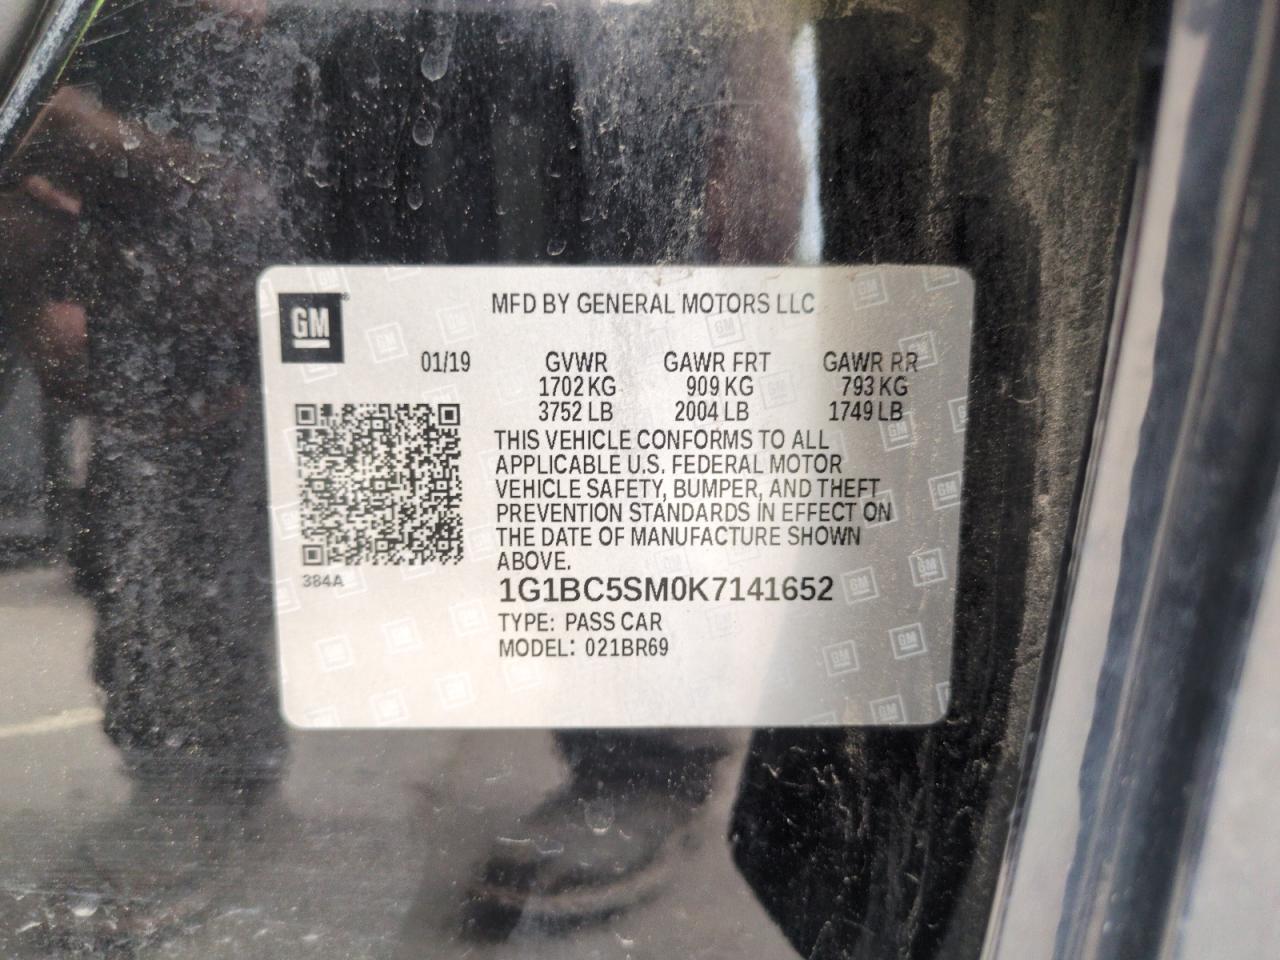 GM
MFD BY GENERAL MOTORS LLC
01/19 GVWR GAWR FRT GAWR RR
1702 KG 909 KG 793 KG
3752 LB 2004 LB 1749 LB
THIS VEHICLE CONFORMS TO ALL
APPLICABLE U.S. FEDERAL MOTOR
VEHICLE SAFETY, BUMPER, AND THEFT
PREVENTION STANDARDS IN EFFECT ON
THE DATE OF MANUFACTURE SHOWN
ABOVE.
384A
1G1BC5SM0K7141652
TYPE: PASS CAR
MODEL: 021BR69